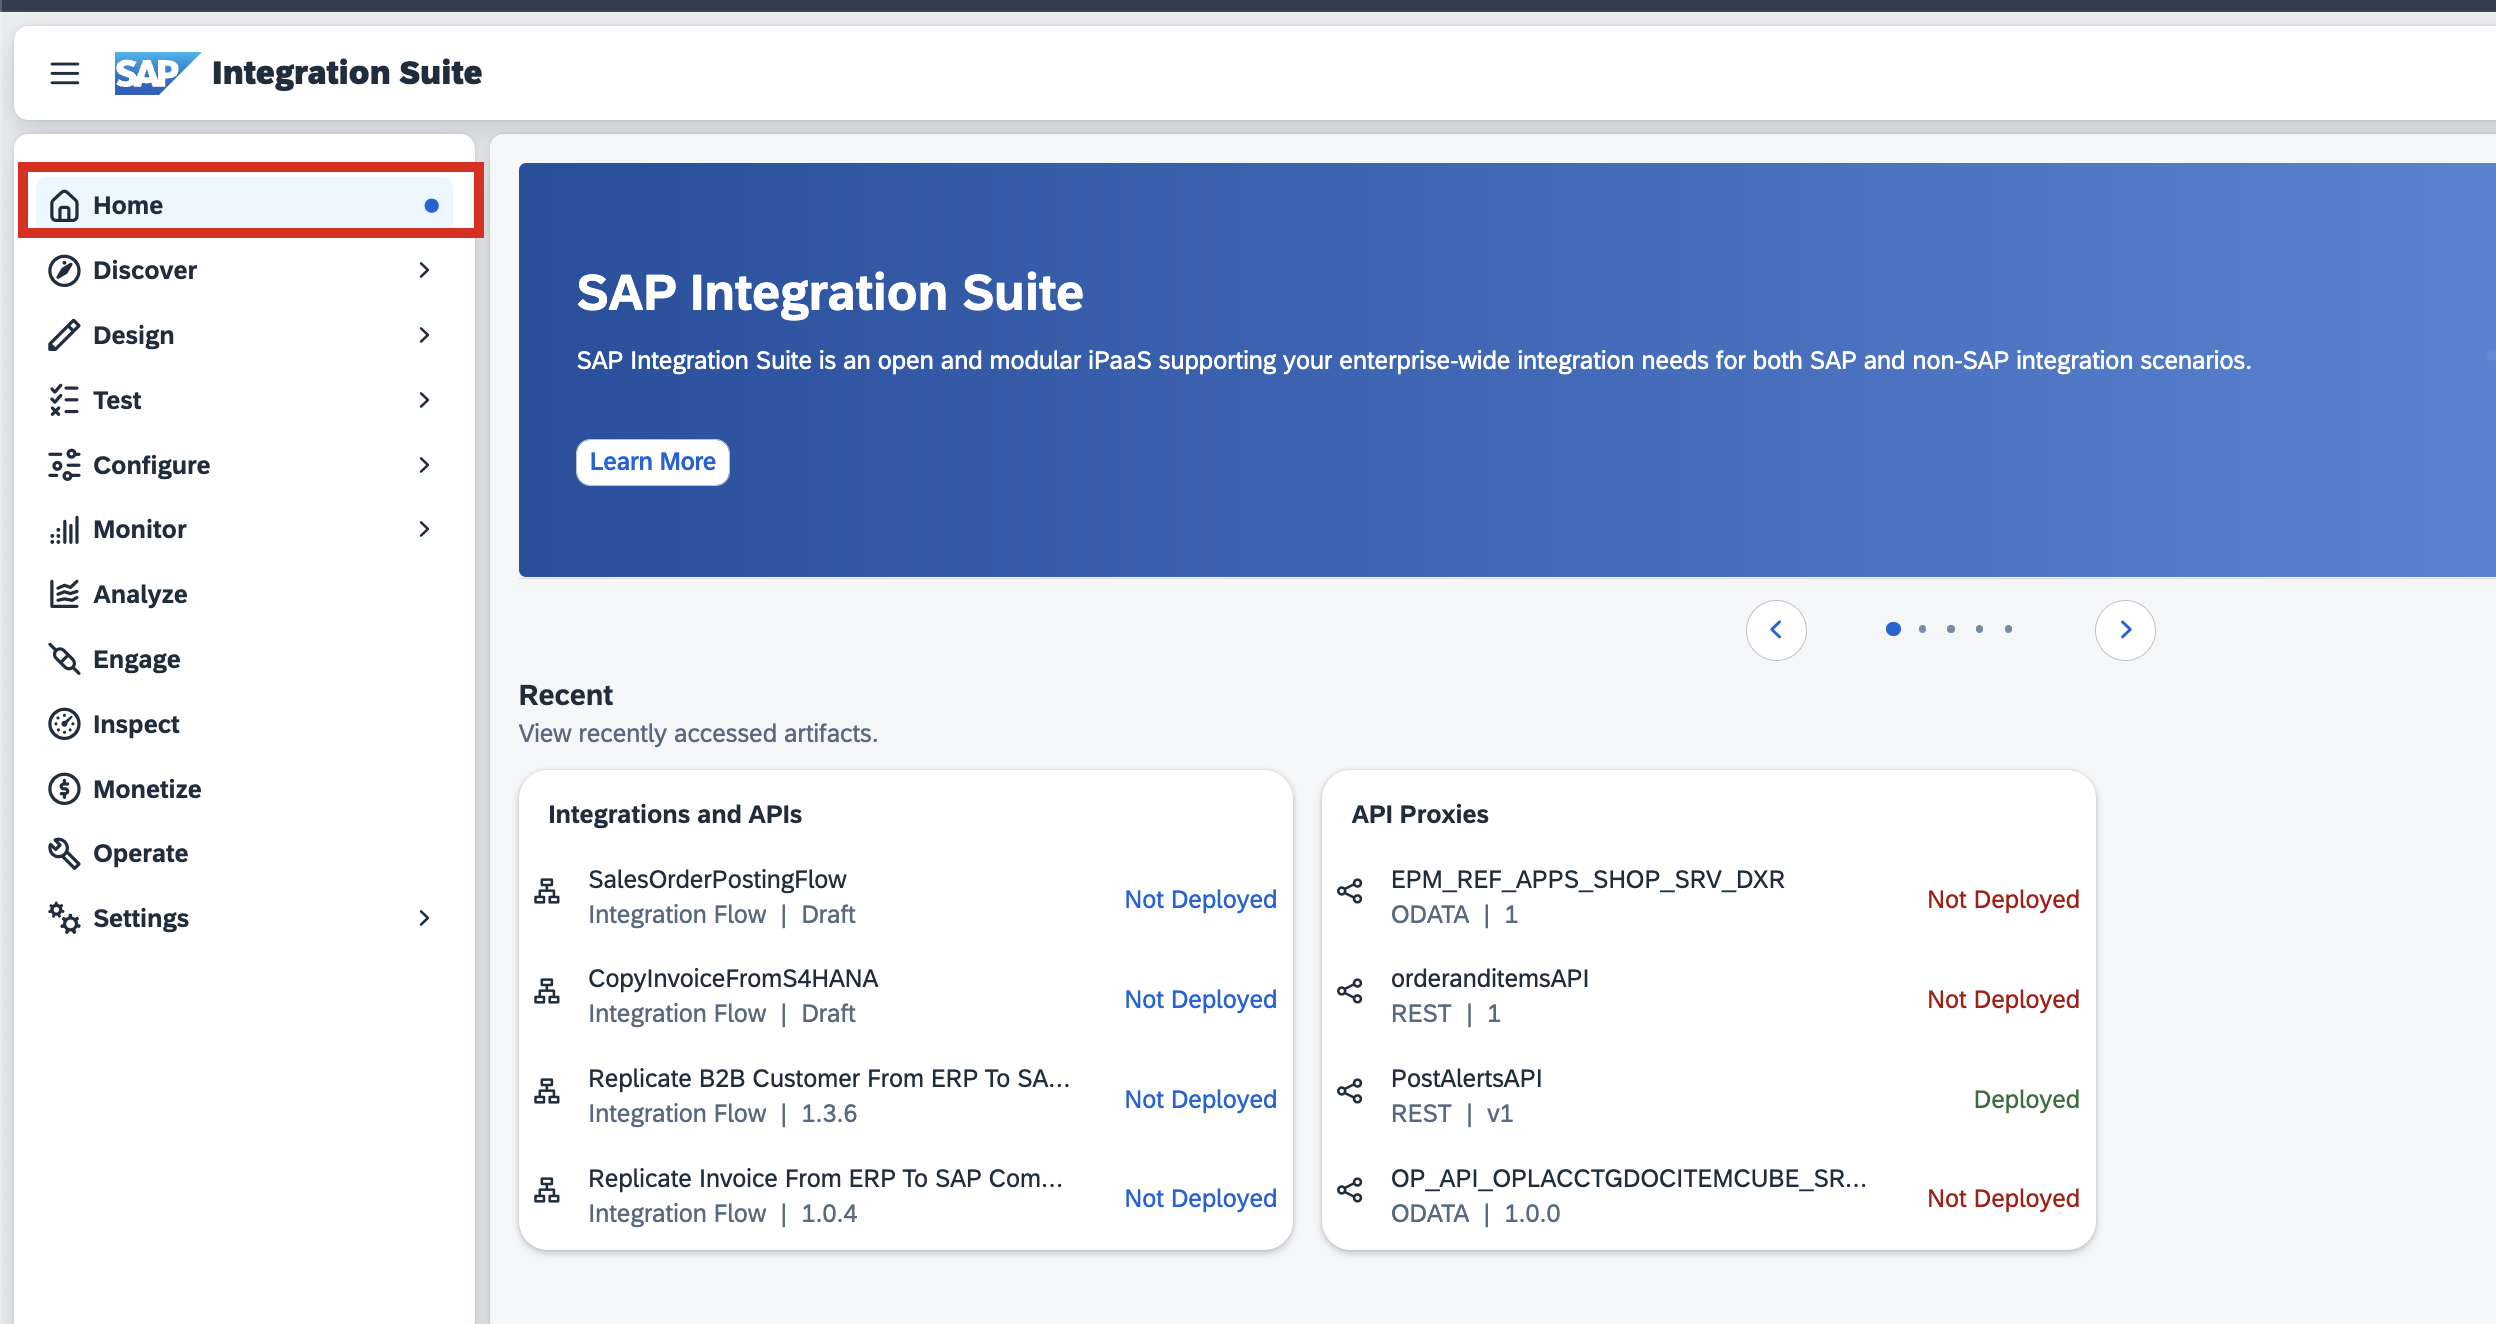 SAP Integration Suite
Home
Discover
Design
Test
Configure
Monitor
Analyze
Engage
Inspect
Monetize
Operate
Settings
SAP Integration Suite
SAP Integration Suite is an open and modular iPaaS supporting your enterprise-wide integration needs for both SAP and non-SAP integration scenarios.
Learn More
Recent
View recently accessed artifacts.
Integrations and APIs
SalesOrderPostingFlow
Integration Flow | Draft
Not Deployed
CopyInvoiceFromS4HANA
Integration Flow | Draft
Not Deployed
Replicate B2B Customer From ERP To SA...
Integration Flow | 1.3.6
Not Deployed
Replicate Invoice From ERP To SAP Com...
Integration Flow | 1.0.4
Not Deployed
API Proxies
EPM_REF_APPS_SHOP_SRV_DXR
ODATA | 1
Not Deployed
orderanditemsAPI
REST | 1
Not Deployed
PostAlertsAPI
REST | v1
Deployed
OP_API_OPLACCTGDOCITEMCUBE_SR...
ODATA | 1.0.0
Not Deployed